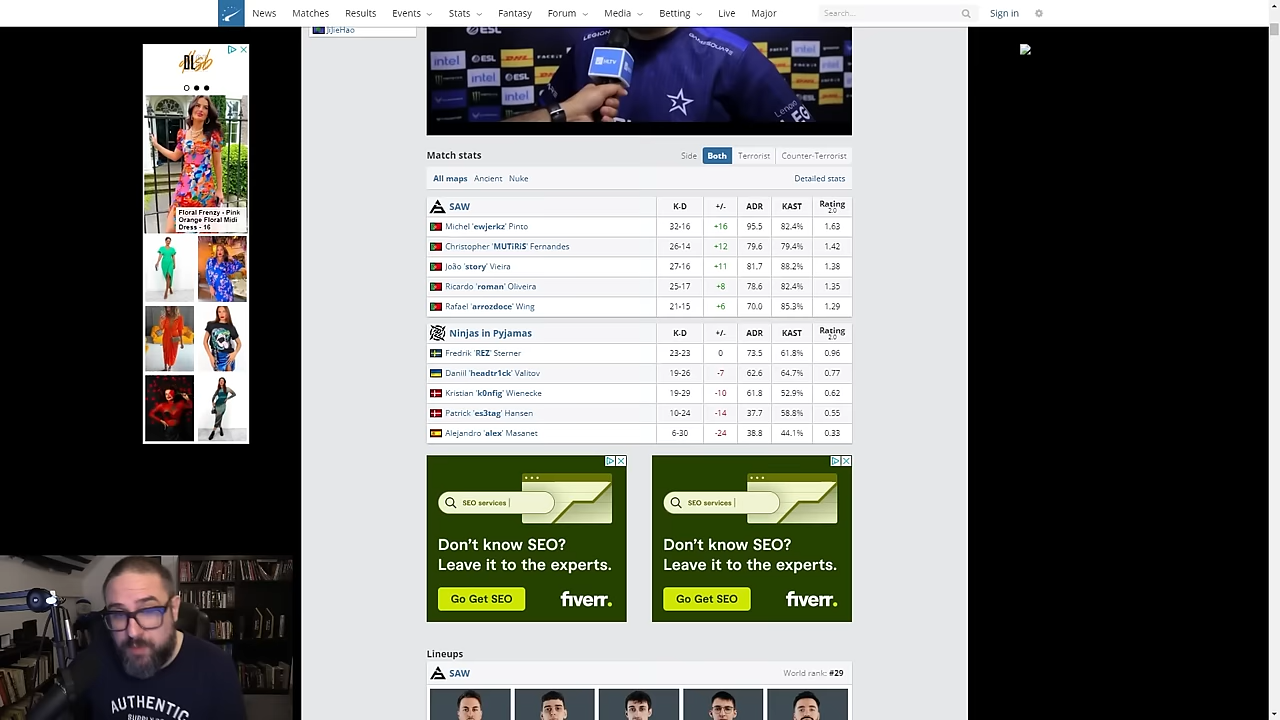 News Matches Results Events Stats Fantasy Forum Media Betting Live Major Search... Sign in
JiJieHao
DLSB
Floral Frenzy - Pink
Orange Floral Midi
Dress - 16
ESL
intel
HLTV
GAMESQUARE
LEGION
Lenovo
Match stats Side Both Terrorist Counter-Terrorist
All maps Ancient Nuke Detailed stats
SAW K-D +/- ADR KAST Rating 2.0
Michel 'ewjerkz' Pinto 32-16 +16 95.5 82.4% 1.63
Christopher 'MUTiRiS' Fernandes 26-14 +12 79.6 79.4% 1.42
João 'story' Vieira 27-16 +11 81.7 88.2% 1.38
Ricardo 'roman' Oliveira 25-17 +8 78.6 82.4% 1.35
Rafael 'arrozdoce' Wing 21-15 +6 70.0 85.3% 1.29
Ninjas in Pyjamas K-D +/- ADR KAST Rating 2.0
Fredrik 'REZ' Sterner 23-23 0 73.5 61.8% 0.96
Daniil 'headtr1ck' Valitov 19-26 -7 62.6 64.7% 0.77
Kristian 'k0nfig' Wienecke 19-29 -10 61.8 52.9% 0.62
Patrick 'es3tag' Hansen 10-24 -14 37.7 58.8% 0.55
Alejandro 'alex' Masanet 6-30 -24 38.8 44.1% 0.33
SEO services
Don't know SEO?
Leave it to the experts.
Go Get SEO fiverr.
SEO services
Don't know SEO?
Leave it to the experts.
Go Get SEO fiverr.
Lineups
SAW World rank: #29
AUTHENTIC